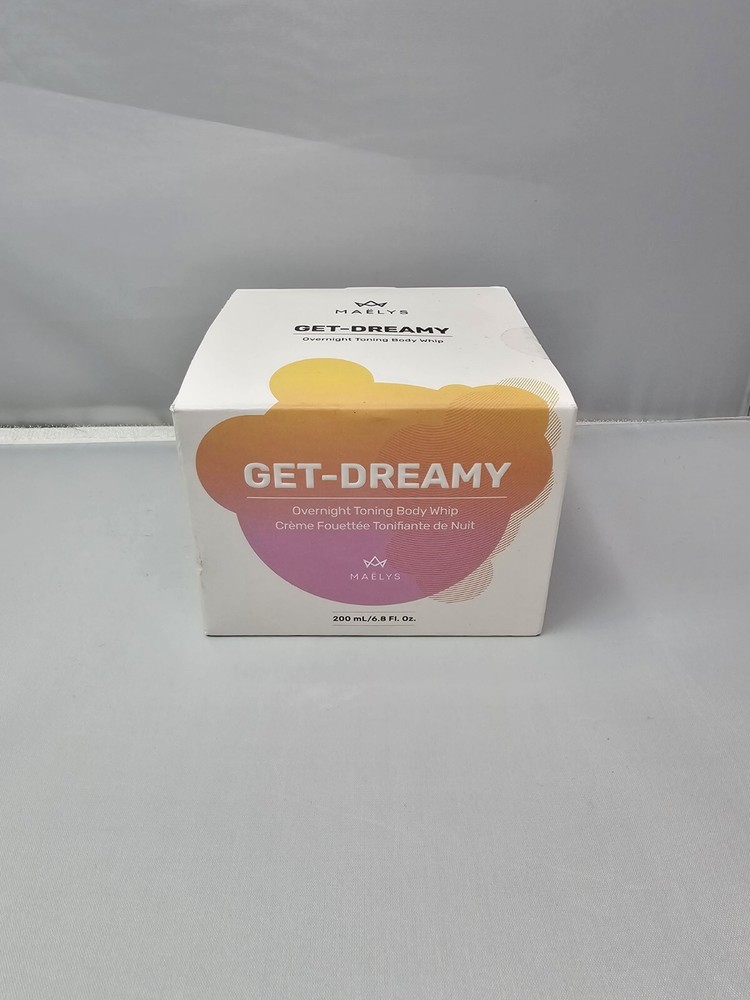 MAËLYS
GET-DREAMY
Overnight Toning Body Whip
GET-DREAMY
Overnight Toning Body Whip
Crème Fouettée Tonifiante de Nuit
MAËLYS
200 mL/6.8 Fl. Oz.